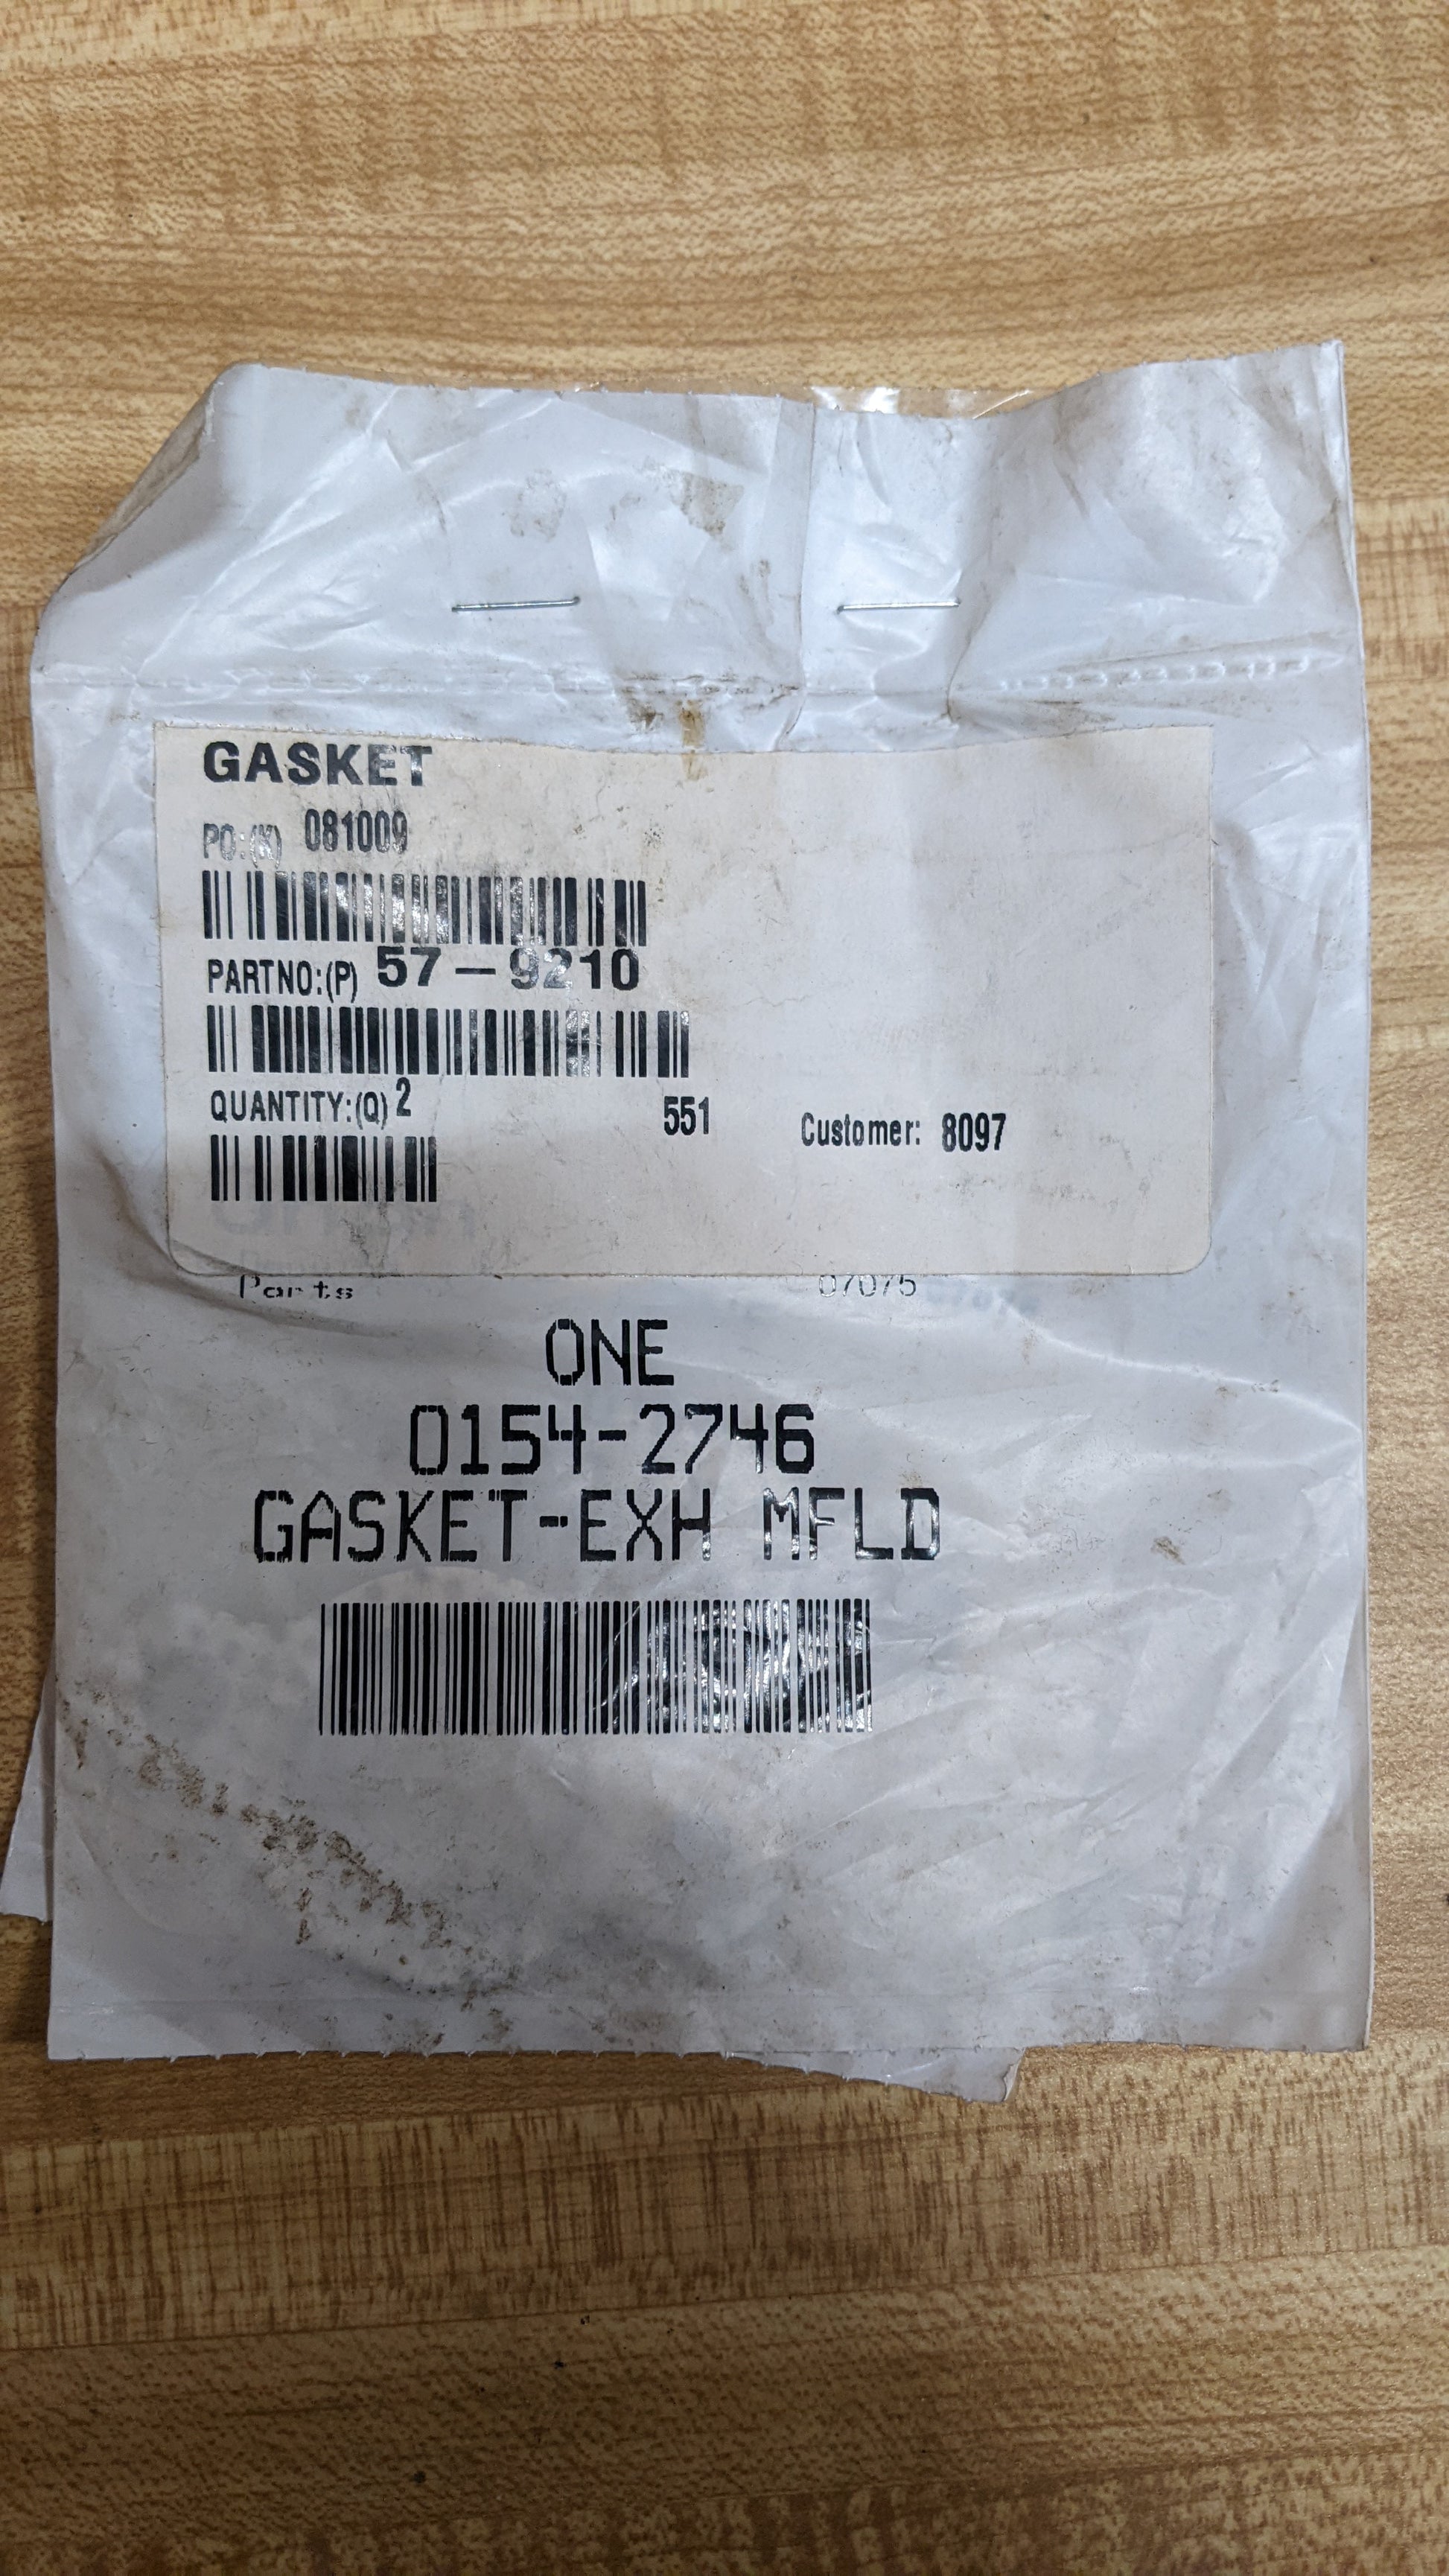 GASKET
PO:(K) 081009
PARTNO:(P) 57-9210
QUANTITY:(Q) 2 551 Customer: 8097
Parts 07075
ONE
0154-2746
GASKET-EXH MFLD